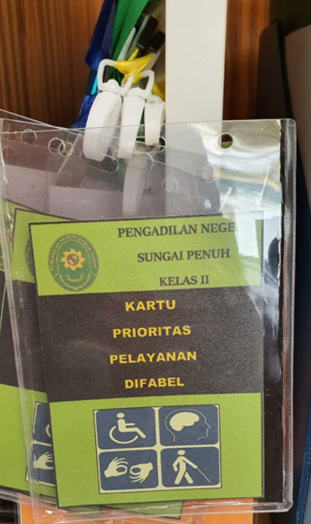 PENGADILAN NEGE
SUNGAI PENUH
KELAS II
KARTU
PRIORITAS
PELAYANAN
DIFABEL